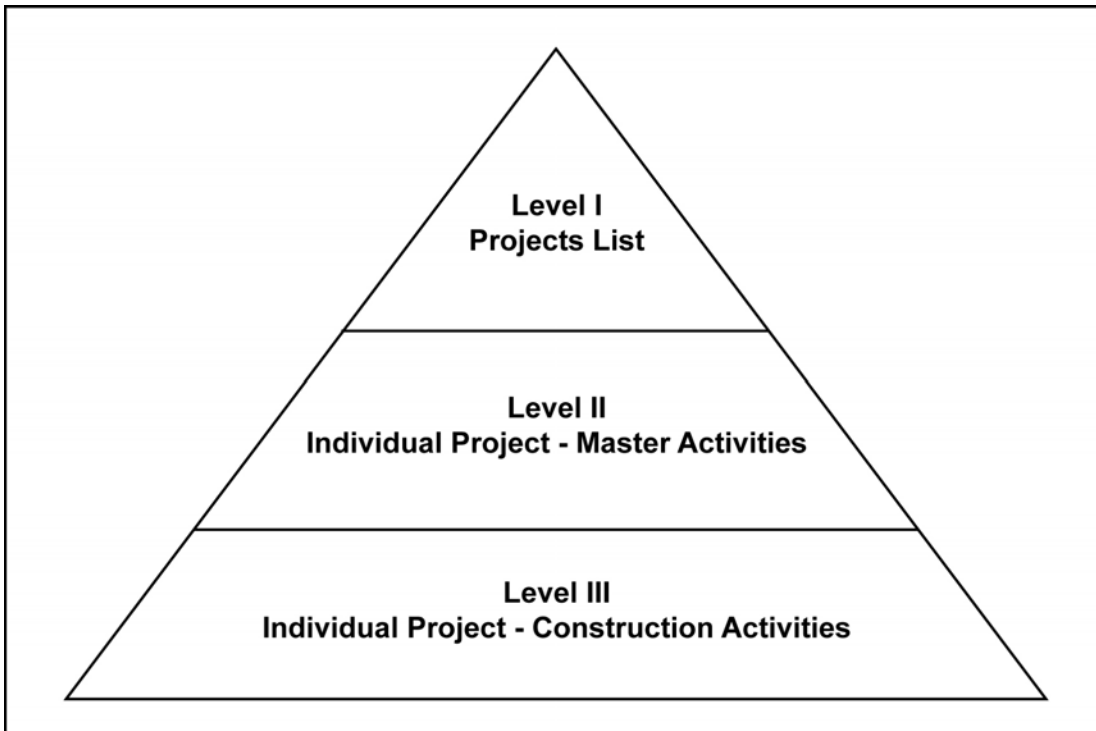 Level I
Projects List
Level II
Individual Project - Master Activities
Level III
Individual Project - Construction Activities